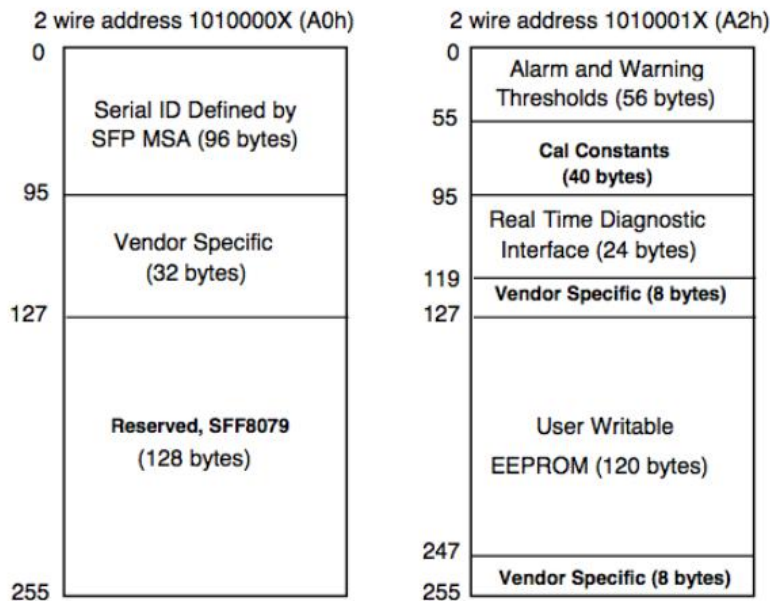 2 wire address 1010000X (A0h)
0
Serial ID Defined by
SFP MSA (96 bytes)
95
Vendor Specific
(32 bytes)
127
Reserved, SFF8079
(128 bytes)
255
2 wire address 1010001X (A2h)
0
Alarm and Warning
Thresholds (56 bytes)
55
Cal Constants
(40 bytes)
95
Real Time Diagnostic
Interface (24 bytes)
119
Vendor Specific (8 bytes)
127
User Writable
EEPROM (120 bytes)
247
Vendor Specific (8 bytes)
255